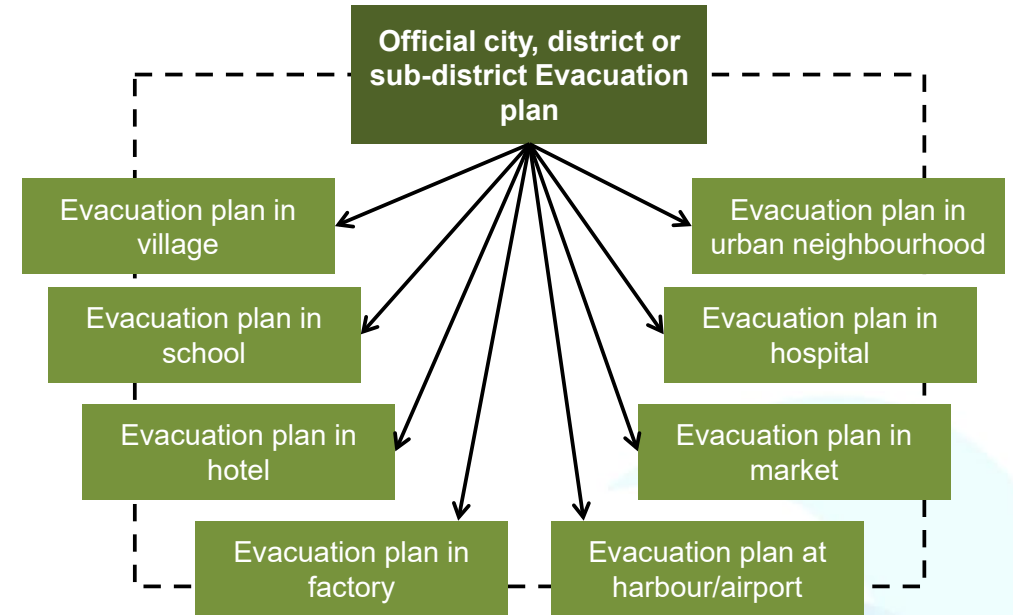 Official city, district or
sub-district Evacuation
plan
Evacuation plan in
village
Evacuation plan in
urban neighbourhood
Evacuation plan in
school
Evacuation plan in
hospital
Evacuation plan in
hotel
Evacuation plan in
market
Evacuation plan in
factory
Evacuation plan at
harbour/airport